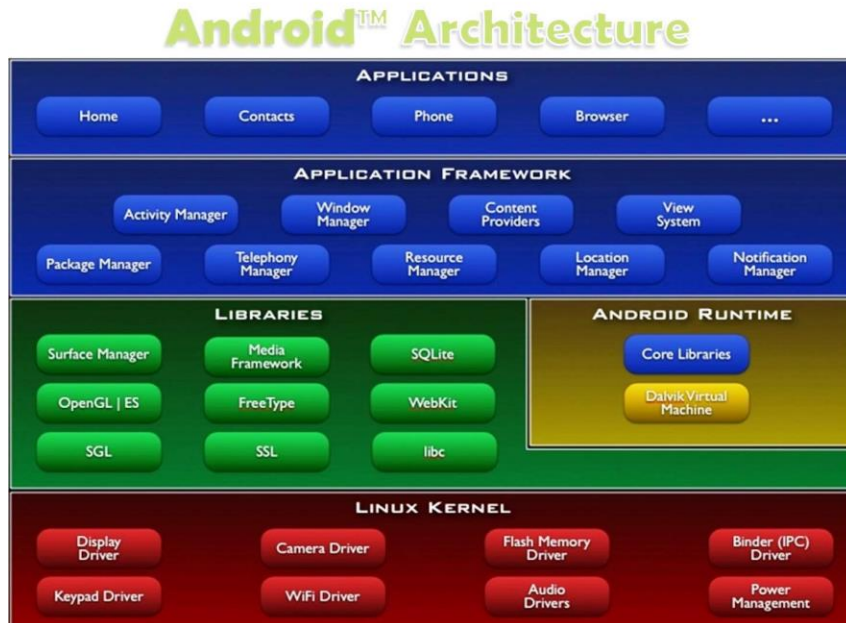 Android™ Architecture
APPLICATIONS
Home
Contacts
Phone
Browser
...
APPLICATION FRAMEWORK
Activity Manager
Window
Manager
Content
Providers
View
System
Package Manager
Telephony
Manager
Resource
Manager
Location
Manager
Notification
Manager
LIBRARIES
Surface Manager
Media
Framework
SQLite
OpenGL | ES
FreeType
WebKit
SGL
SSL
libc
ANDROID RUNTIME
Core Libraries
Dalvik Virtual
Machine
LINUX KERNEL
Display
Driver
Camera Driver
Flash Memory
Driver
Binder (IPC)
Driver
Keypad Driver
WiFi Driver
Audio
Drivers
Power
Management